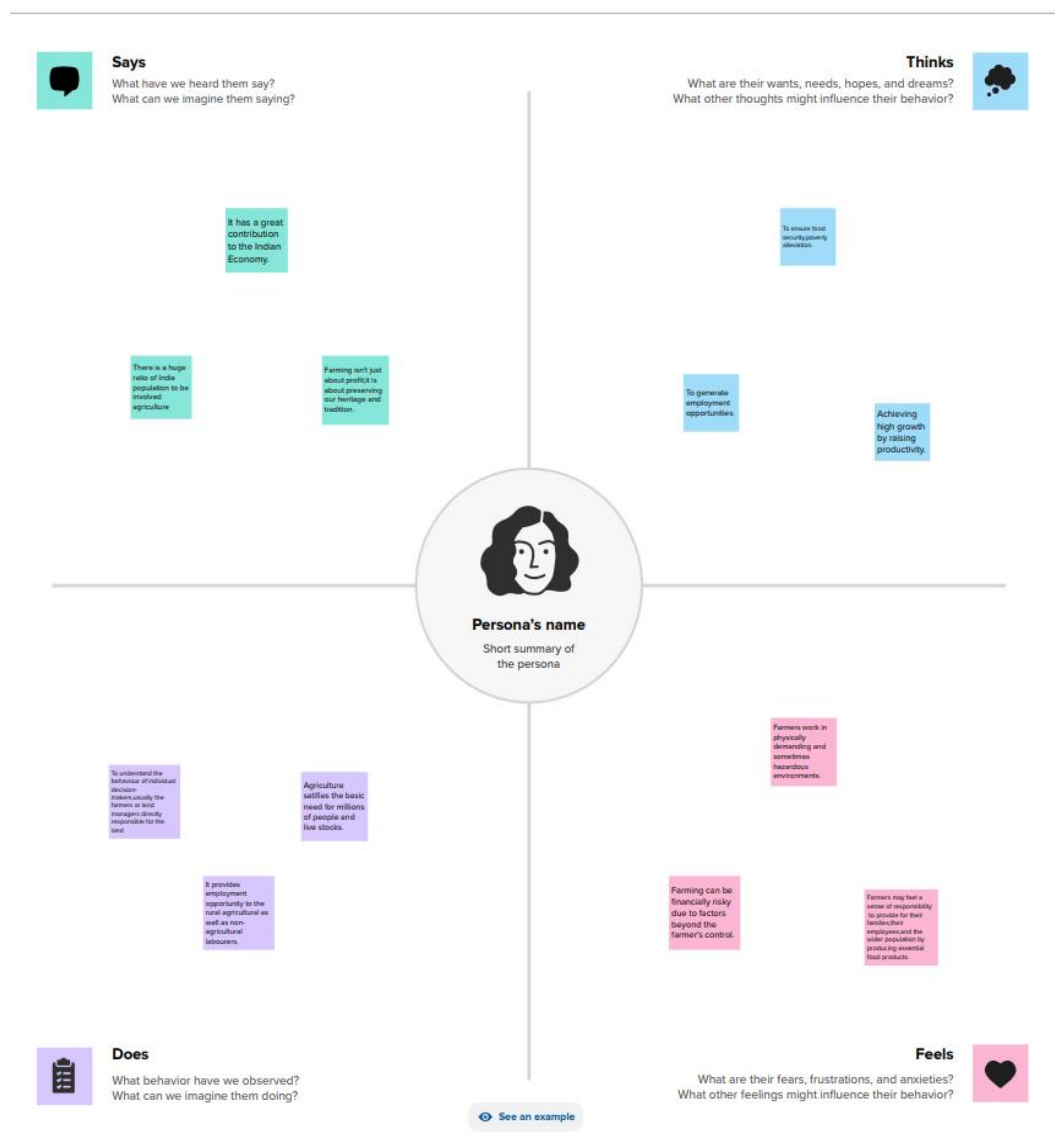 Says
What have we heard them say?
What can we imagine them saying?
Thinks
What are their wants, needs, hopes, and dreams?
What other thoughts might influence their behavior?
It has a great
contribution
to the Indian
Economy.
There is a huge
ratio of Indie
population to be
involved
agriculture
Farming isn't just
about profit;it is
about preserving
our heritage and
tradition.
To ensure food
security,poverty
alleviation.
To generate
employment
opportunities.
Achieving
high growth
by raising
productivity.
Persona's name
Short summary of
the persona
To understand the
behaviour of individual
decision-
makers,usually the
farmers or land
managers directly
responsible for the
land
Agriculture
satifies the basic
need for millions
of people and
live stocks.
It provides
employment
opportunity to the
rural agricultural as
well as non-
agricultural
labourers.
Farmers work in
physically
demanding and
sometimes
hazardous
environments.
Farming can be
financially risky
due to factors
beyond the
farmer's control.
Farmers may feel a
sense of responsibility
to provide for their
families,their
employees,and the
wider population by
producing essential
food products.
Does
What behavior have we observed?
What can we imagine them doing?
Feels
What are their fears, frustrations, and anxieties?
What other feelings might influence their behavior?
See an example